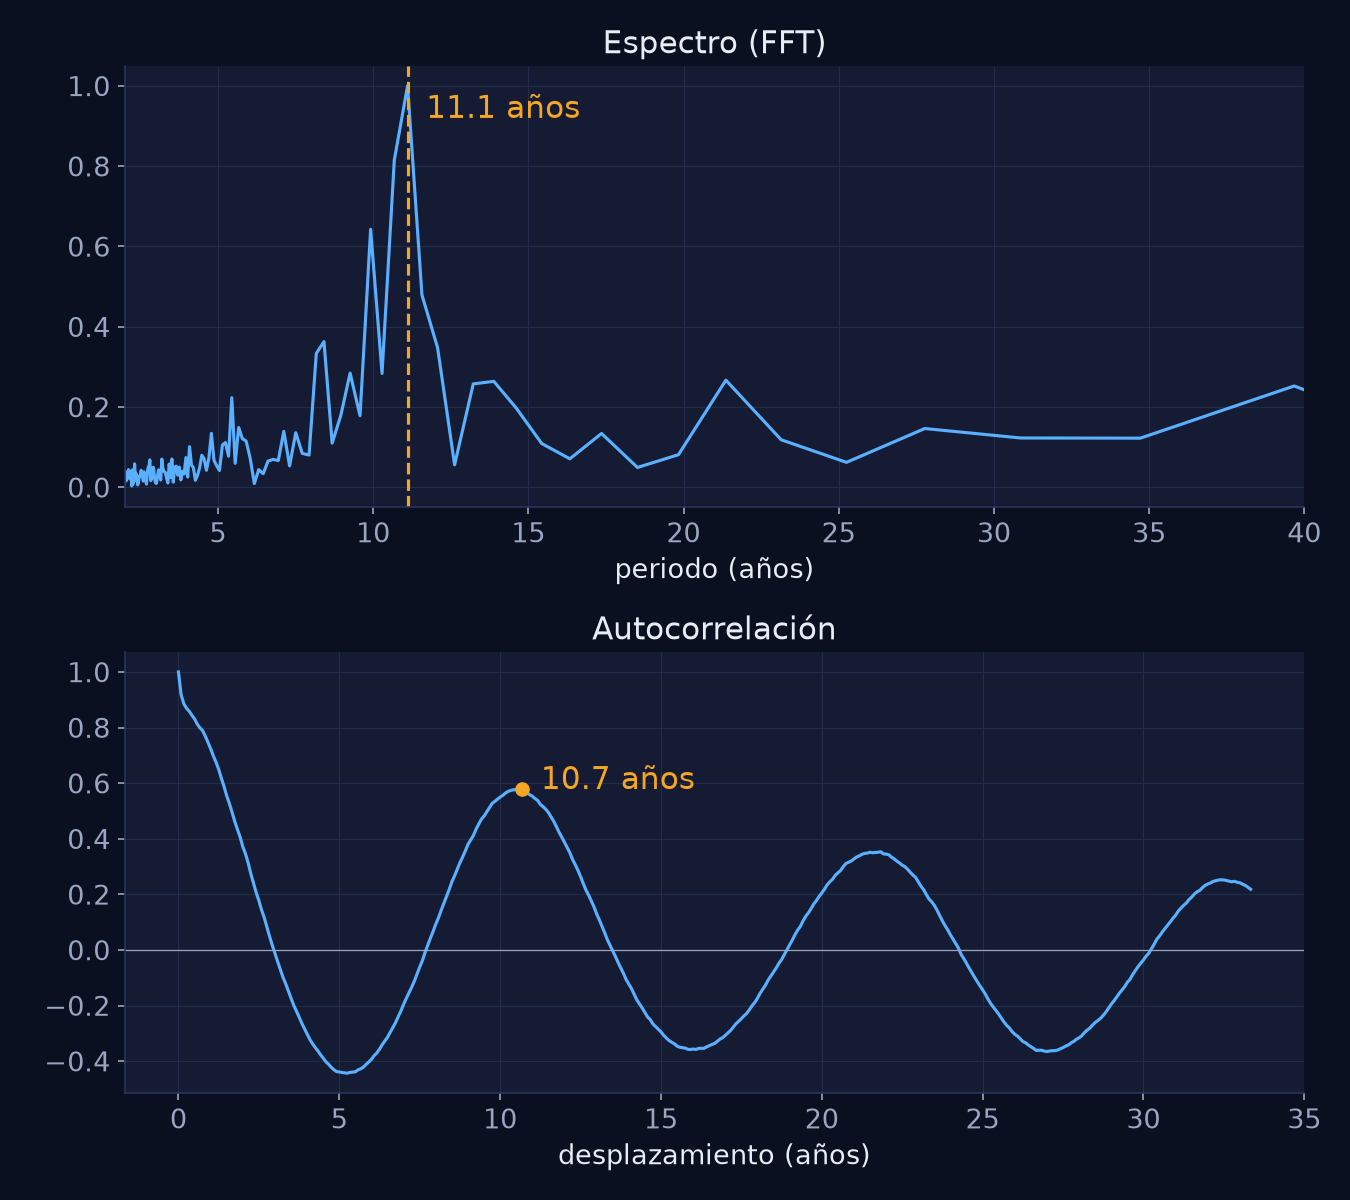 Espectro (FFT)
1.0
0.8
0.6
0.4
0.2
0.0
11.1 años
5 10 15 20 25 30 35 40
periodo (años)
Autocorrelación
1.0
0.8
0.6
0.4
0.2
0.0
−0.2
−0.4
10.7 años
0 5 10 15 20 25 30 35
desplazamiento (años)